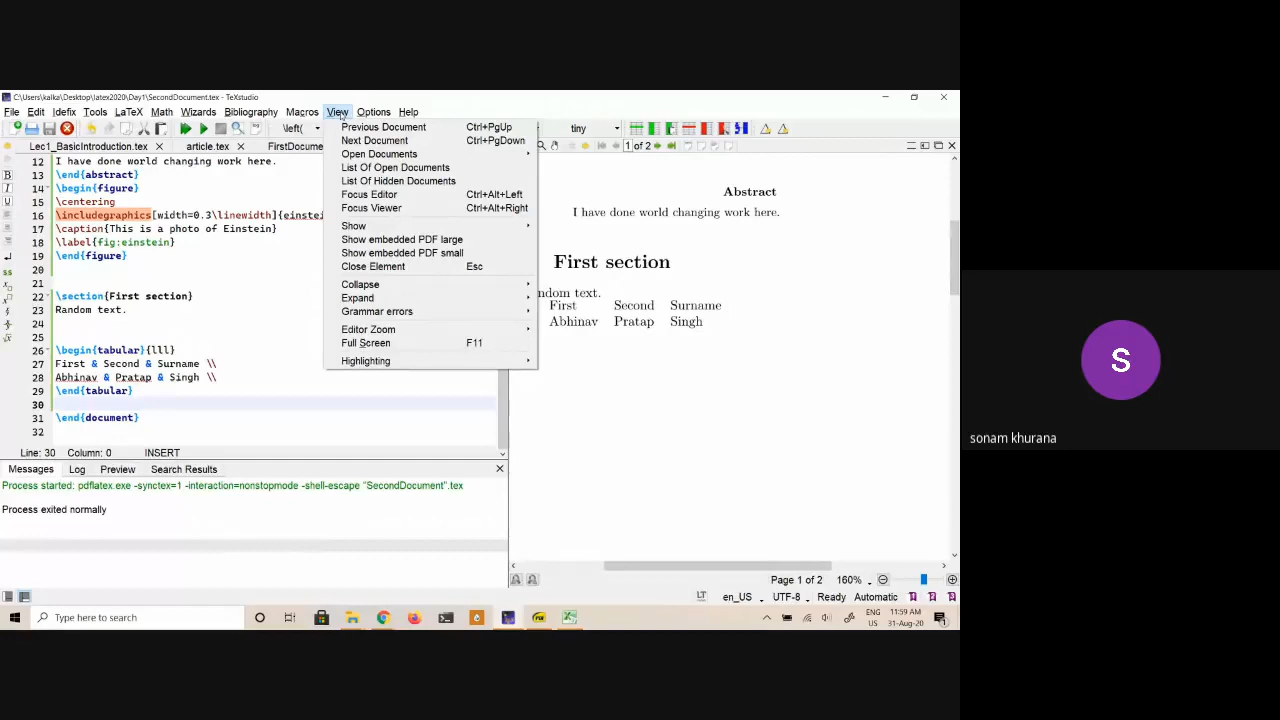 C:\Users\kalka\Desktop\latex2020\Day1\SecondDocument.tex - TeXstudio
File Edit Idefix Tools LaTeX Math Wizards Bibliography Macros View Options Help
\left( tiny
Lec1_BasicIntroduction.tex article.tex FirstDocume
1 of 2
Previous Document Ctrl+PgUp
Next Document Ctrl+PgDown
Open Documents
List Of Open Documents
List Of Hidden Documents
Focus Editor Ctrl+Alt+Left
Focus Viewer Ctrl+Alt+Right
Show
Show embedded PDF large
Show embedded PDF small
Close Element Esc
Collapse
Expand
Grammar errors
Editor Zoom
Full Screen F11
Highlighting
12 I have done world changing work here.
13 \end{abstract}
14 \begin{figure}
15 \centering
16 \includegraphics[width=0.3\linewidth]{einstei
17 \caption{This is a photo of Einstein}
18 \label{fig:einstein}
19 \end{figure}
20
21
22 \section{First section}
23 Random text.
24
25
26 \begin{tabular}{lll}
27 First & Second & Surname \\
28 Abhinav & Pratap & Singh \\
29 \end{tabular}
30
31 \end{document}
32
Line: 30 Column: 0 INSERT
Messages Log Preview Search Results
Process started: pdflatex.exe -synctex=1 -interaction=nonstopmode -shell-escape "SecondDocument".tex
Process exited normally
Abstract
I have done world changing work here.
First section
ndom text.
First Second Surname
Abhinav Pratap Singh
Page 1 of 2 160%
en_US UTF-8 Ready Automatic
Type here to search
ENG 11:59 AM
US 31-Aug-20
S
sonam khurana